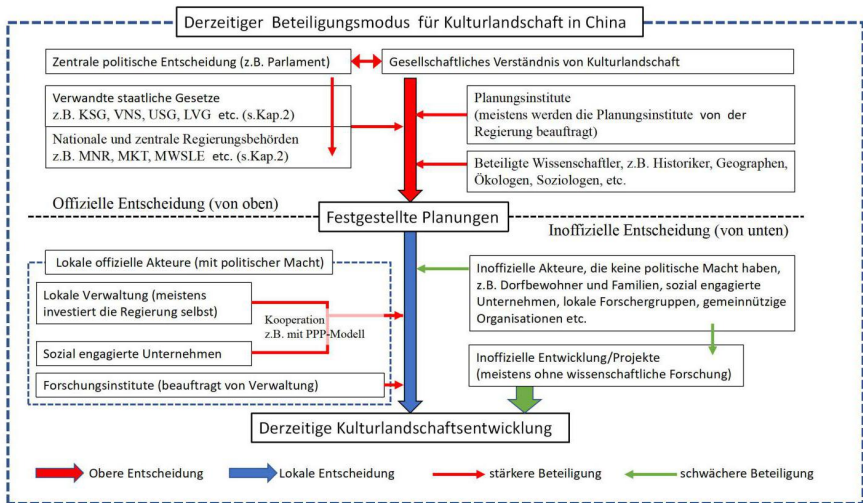 Derzeitiger Beteiligungsmodus für Kulturlandschaft in China
Zentrale politische Entscheidung (z.B. Parlament)
Gesellschaftliches Verständnis von Kulturlandschaft
Verwandte staatliche Gesetze
z.B. KSG, VNS, USG, LVG etc. (s.Kap.2)
Nationale und zentrale Regierungsbehörden
z.B. MNR, MKT, MWSLE etc. (s.Kap.2)
Planungsinstitute
(meistens werden die Planungsinstitute von der
Regierung beauftragt)
Beteiligte Wissenschaftler, z.B. Historiker, Geographen,
Ökologen, Soziologen, etc.
Offizielle Entscheidung (von oben)
Festgestellte Planungen
Inoffizielle Entscheidung (von unten)
Lokale offizielle Akteure (mit politischer Macht)
Lokale Verwaltung (meistens
investiert die Regierung selbst)
Kooperation
z.B. mit PPP-Modell
Sozial engagierte Unternehmen
Forschungsinstitute (beauftragt von Verwaltung)
Inoffizielle Akteure, die keine politische Macht haben,
z.B. Dorfbewohner und Familien, sozial engagierte
Unternehmen, lokale Forschergruppen, gemeinnützige
Organisationen etc.
Inoffizielle Entwicklung/Projekte
(meistens ohne wissenschaftliche Forschung)
Derzeitige Kulturlandschaftsentwicklung
Obere Entscheidung
Lokale Entscheidung
stärkere Beteiligung
schwächere Beteiligung